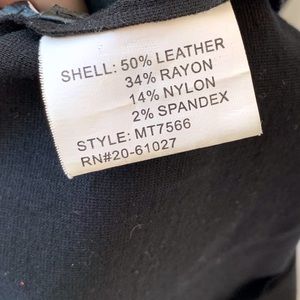 SHELL: 50% LEATHER
34% RAYON
14% NYLON
2% SPANDEX
STYLE: MT7566
RN#20-61027